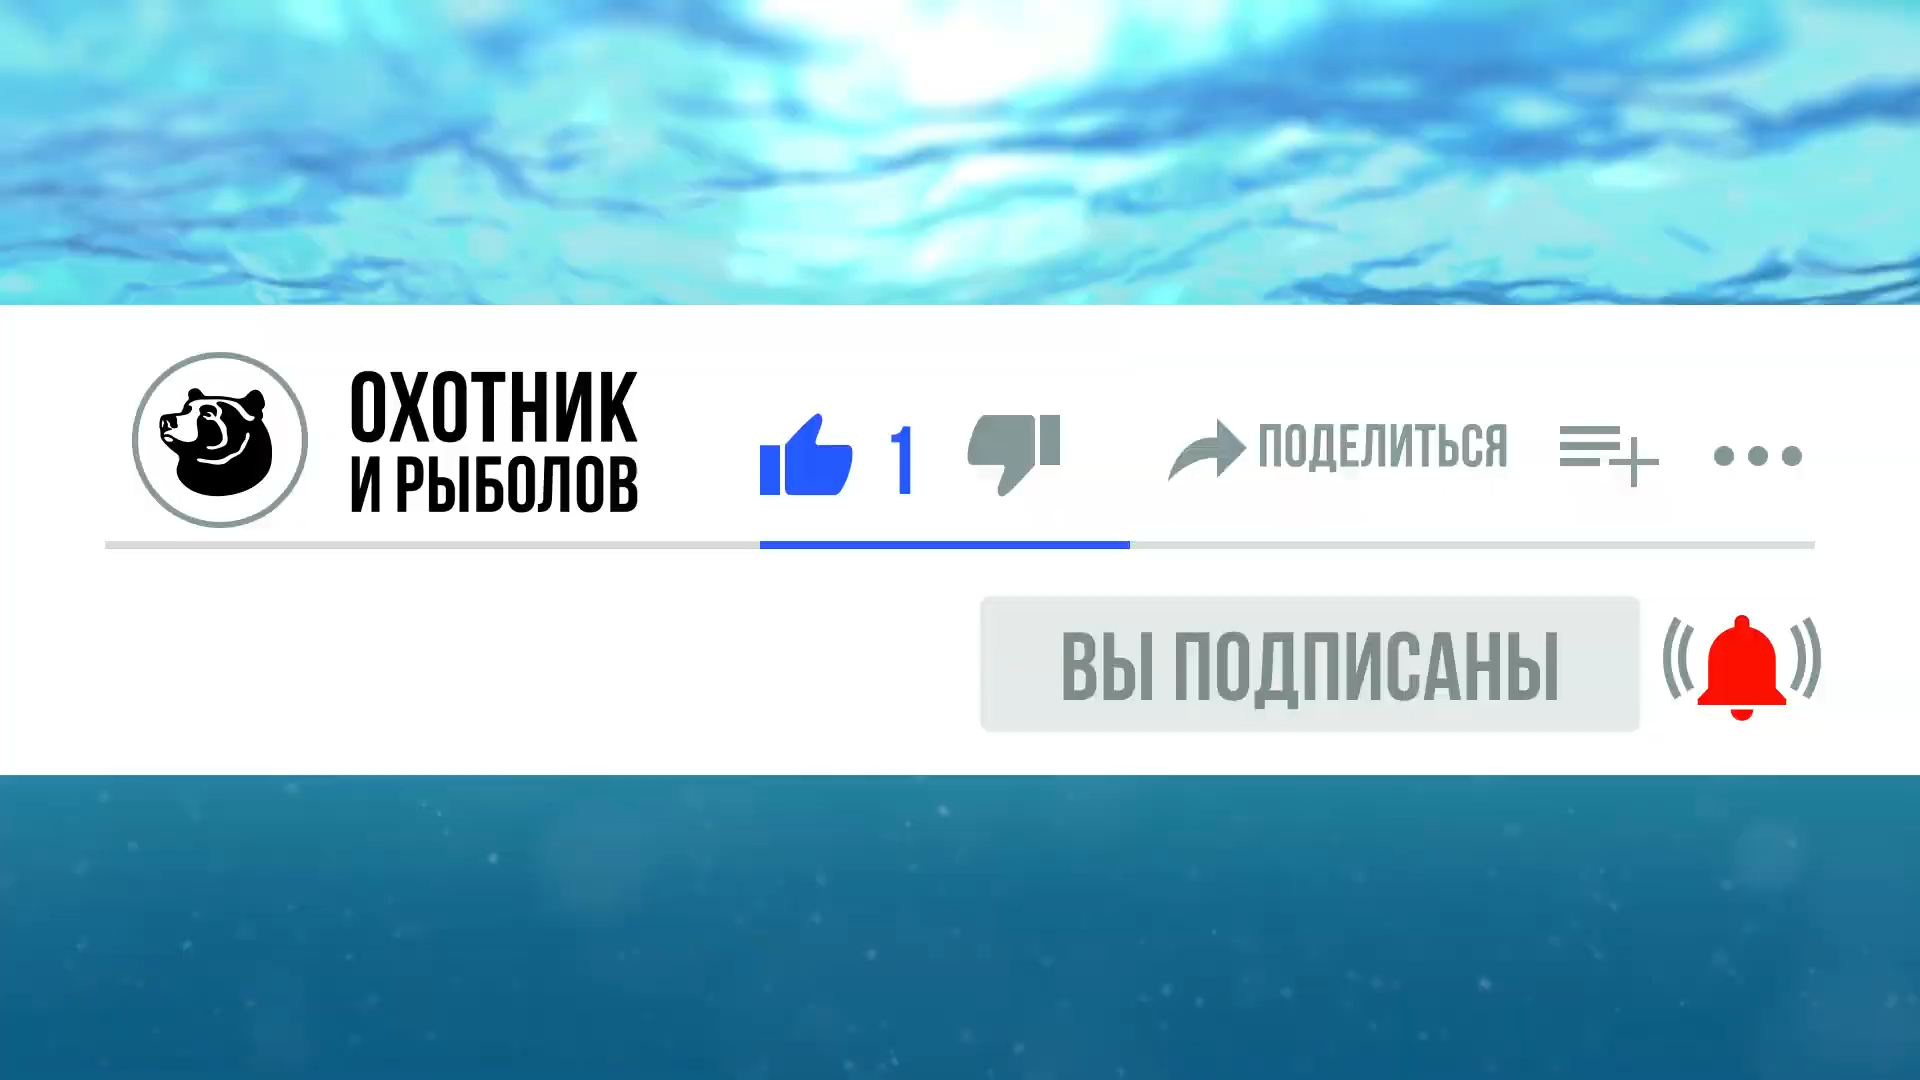 ОХОТНИК
И РЫБОЛОВ
1
ПОДЕЛИТЬСЯ
ВЫ ПОДПИСАНЫ